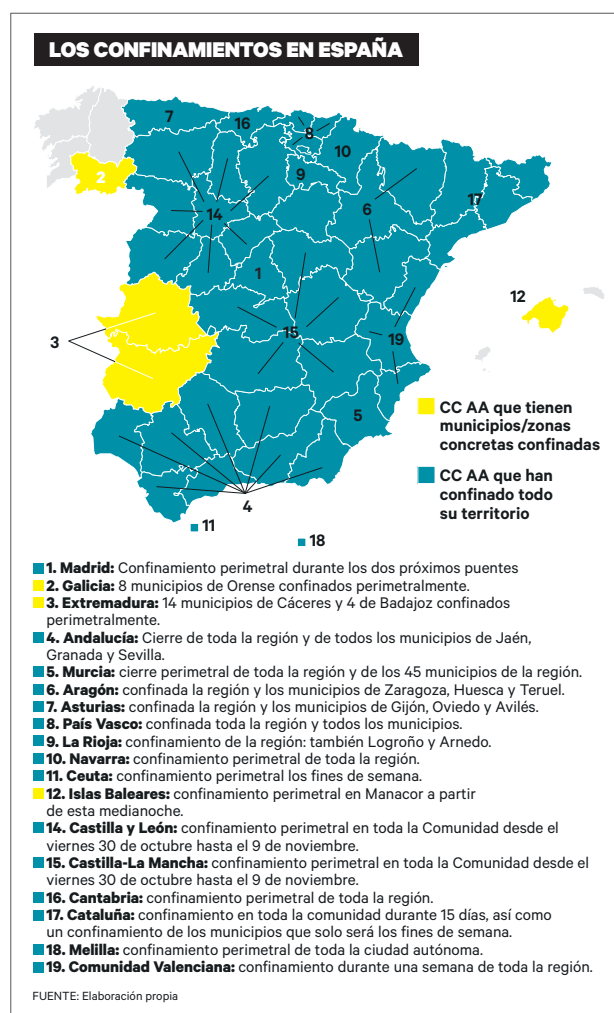 LOS CONFINAMIENTOS EN ESPAÑA
7
16
8
10
2
9
14
6
17
1
12
3
15
19
5
4
11
18
CC AA que tienen
municipios/zonas
concretas confinadas
CC AA que han
confinado todo
su territorio
1. Madrid: Confinamiento perimetral durante los dos próximos puentes
2. Galicia: 8 municipios de Orense confinados perimetralmente.
3. Extremadura: 14 municipios de Cáceres y 4 de Badajoz confinados
perimetralmente.
4. Andalucía: Cierre de toda la región y de todos los municipios de Jaén,
Granada y Sevilla.
5. Murcia: cierre perimetral de toda la región y de los 45 municipios de la región.
6. Aragón: confinada la región y los municipios de Zaragoza, Huesca y Teruel.
7. Asturias: confinada la región y los municipios de Gijón, Oviedo y Avilés.
8. País Vasco: confinada toda la región y todos los municipios.
9. La Rioja: confinamiento de la región: también Logroño y Arnedo.
10. Navarra: confinamiento perimetral de toda la región.
11. Ceuta: confinamiento perimetral los fines de semana.
12. Islas Baleares: confinamiento perimetral en Manacor a partir
de esta medianoche.
14. Castilla y León: confinamiento perimetral en toda la Comunidad desde el
viernes 30 de octubre hasta el 9 de noviembre.
15. Castilla-La Mancha: confinamiento perimetral en toda la Comunidad desde el
viernes 30 de octubre hasta el 9 de noviembre.
16. Cantabria: confinamiento perimetral de toda la región.
17. Cataluña: confinamiento en toda la comunidad durante 15 días, así como
un confinamiento de los municipios que solo será los fines de semana.
18. Melilla: confinamiento perimetral de toda la ciudad autónoma.
19. Comunidad Valenciana: confinamiento durante una semana de toda la región.
FUENTE: Elaboración propia